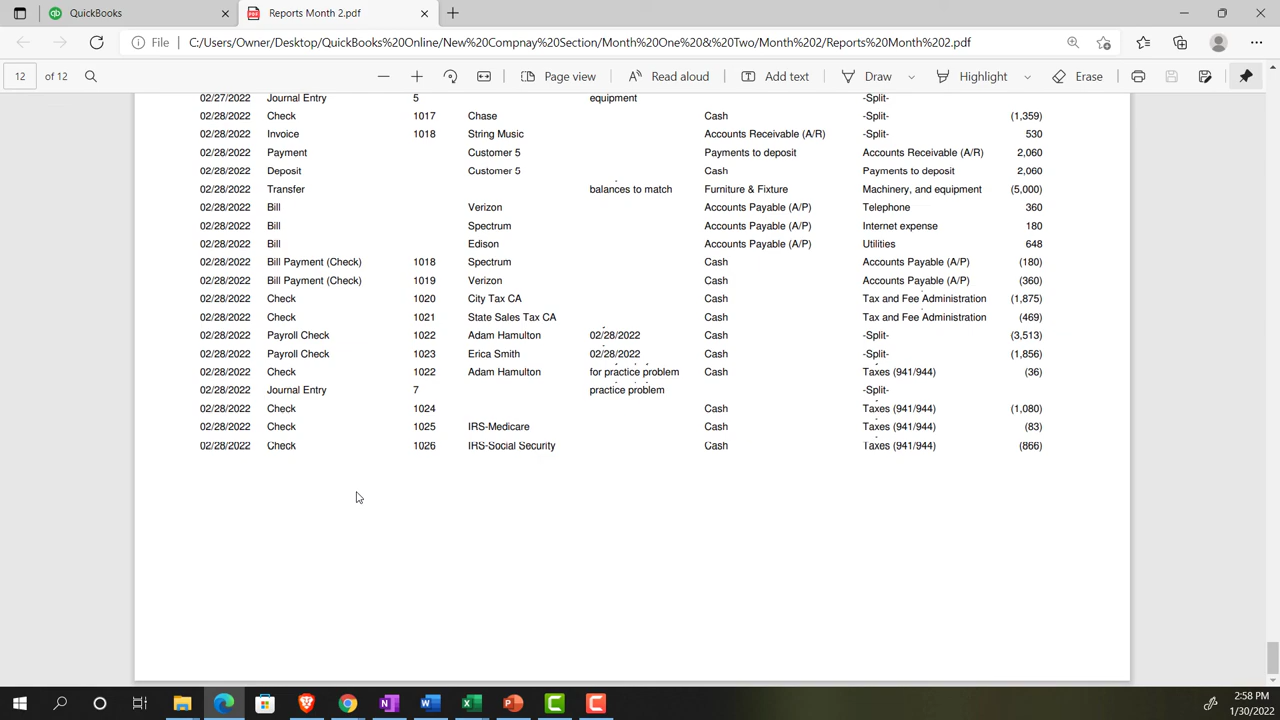 QuickBooks
Reports Month 2.pdf
File C:/Users/Owner/Desktop/QuickBooks%20Online/New%20Compnay%20Section/Month%20One%20&%20Two/Month%202/Reports%20Month%202.pdf
12 of 12 Page view Read aloud Add text Draw Highlight Erase
02/27/2022 Journal Entry 5 equipment -Split-
02/28/2022 Check 1017 Chase Cash -Split- (1,359)
02/28/2022 Invoice 1018 String Music Accounts Receivable (A/R) -Split- 530
02/28/2022 Payment Customer 5 Payments to deposit Accounts Receivable (A/R) 2,060
02/28/2022 Deposit Customer 5 Cash Payments to deposit 2,060
02/28/2022 Transfer balances to match Furniture & Fixture Machinery, and equipment (5,000)
02/28/2022 Bill Verizon Accounts Payable (A/P) Telephone 360
02/28/2022 Bill Spectrum Accounts Payable (A/P) Internet expense 180
02/28/2022 Bill Edison Accounts Payable (A/P) Utilities 648
02/28/2022 Bill Payment (Check) 1018 Spectrum Cash Accounts Payable (A/P) (180)
02/28/2022 Bill Payment (Check) 1019 Verizon Cash Accounts Payable (A/P) (360)
02/28/2022 Check 1020 City Tax CA Cash Tax and Fee Administration (1,875)
02/28/2022 Check 1021 State Sales Tax CA Cash Tax and Fee Administration (469)
02/28/2022 Payroll Check 1022 Adam Hamulton 02/28/2022 Cash -Split- (3,513)
02/28/2022 Payroll Check 1023 Erica Smith 02/28/2022 Cash -Split- (1,856)
02/28/2022 Check 1022 Adam Hamulton for practice problem Cash Taxes (941/944) (36)
02/28/2022 Journal Entry 7 practice problem -Split-
02/28/2022 Check 1024 Cash Taxes (941/944) (1,080)
02/28/2022 Check 1025 IRS-Medicare Cash Taxes (941/944) (83)
02/28/2022 Check 1026 IRS-Social Security Cash Taxes (941/944) (866)
2:58 PM
1/30/2022